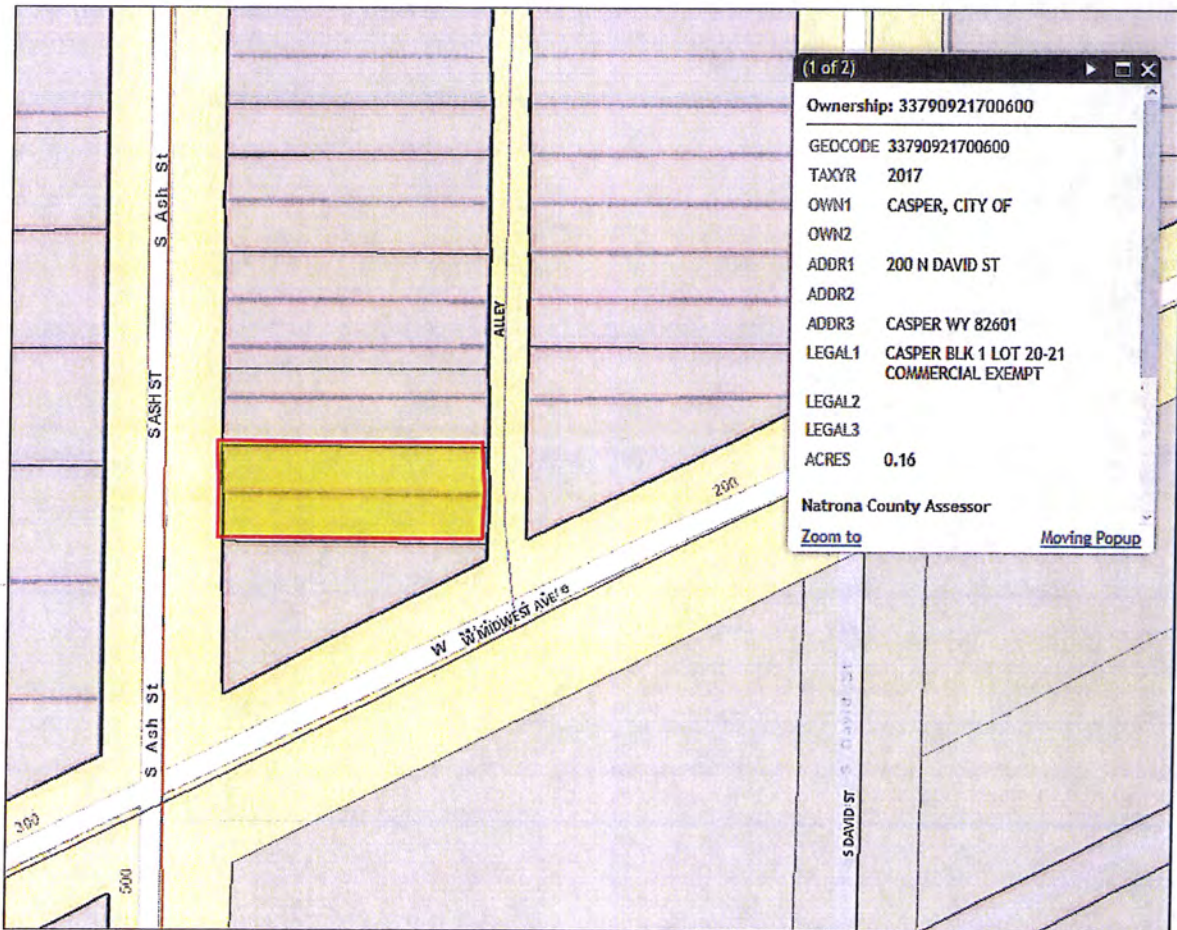 (1 of 2)
Ownership: 33790921700600
GEOCODE 33790921700600
TAXYR 2017
OWN1 CASPER, CITY OF
OWN2
ADDR1 200 N DAVID ST
ADDR2
ADDR3 CASPER WY 82601
LEGAL1 CASPER BLK 1 LOT 20-21
COMMERCIAL EXEMPT
LEGAL2
LEGAL3
ACRES 0.16
Natrona County Assessor
Zoom to Moving Popup
S Ash St
ALLEY
S ASH ST
200
W W MIDWEST AVE
S Ash St
S DAVID ST
300
500